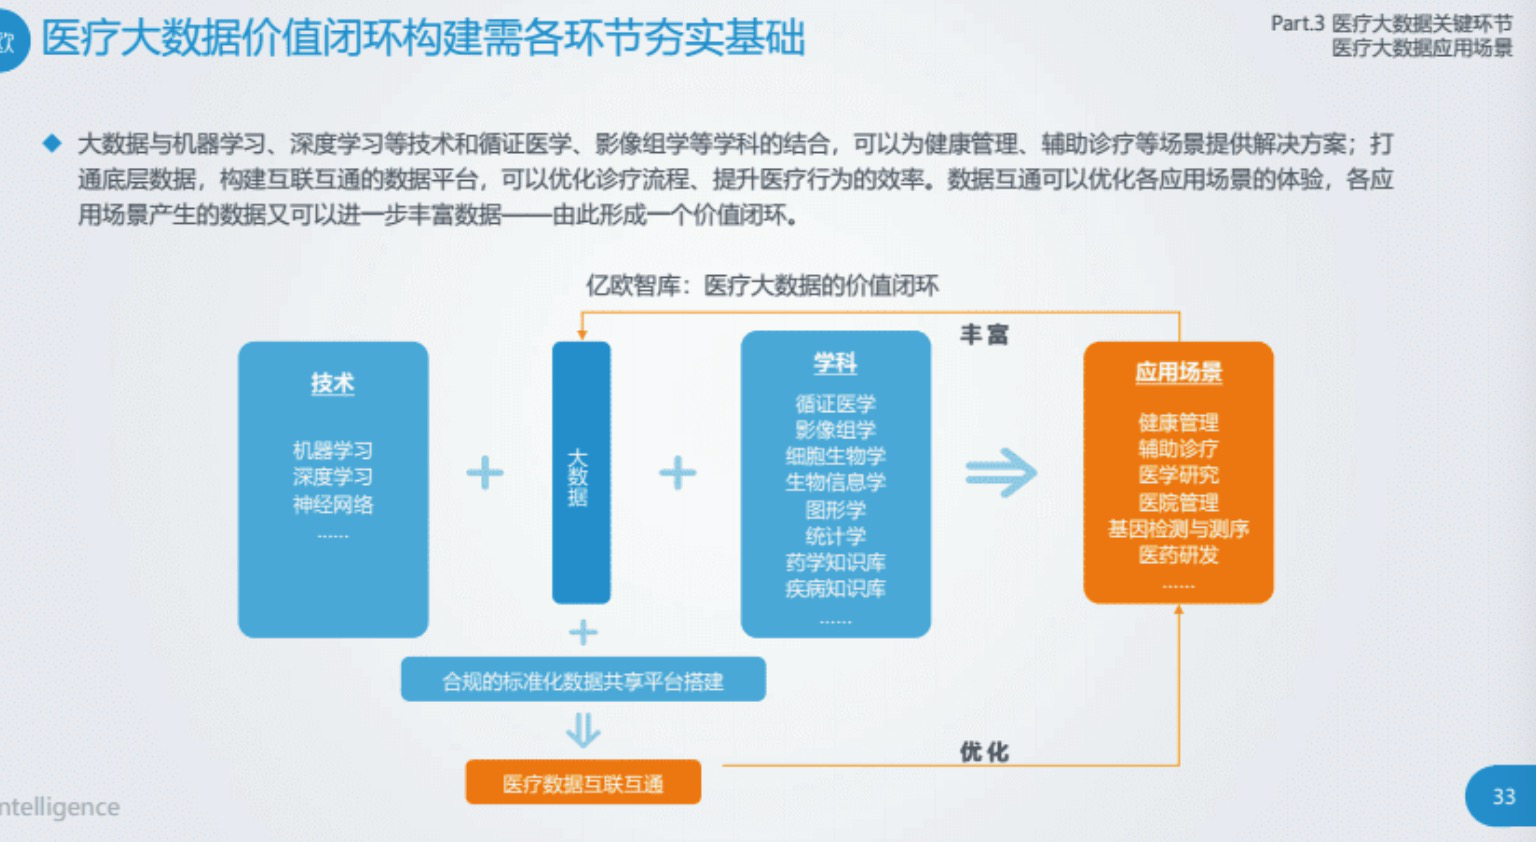 欧
医疗大数据价值闭环构建需各环节夯实基础
Part.3 医疗大数据关键环节
医疗大数据应用场景
大数据与机器学习、深度学习等技术和循证医学、影像组学等学科的结合，可以为健康管理、辅助诊疗等场景提供解决方案；打
通底层数据，构建互联互通的数据平台，可以优化诊疗流程、提升医疗行为的效率。数据互通可以优化各应用场景的体验，各应
用场景产生的数据又可以进一步丰富数据——由此形成一个价值闭环。
亿欧智库：医疗大数据的价值闭环
丰富
技术
机器学习
深度学习
神经网络
……
大数据
学科
循证医学
影像组学
细胞生物学
生物信息学
图形学
统计学
药学知识库
疾病知识库
……
应用场景
健康管理
辅助诊疗
医学研究
医院管理
基因检测与测序
医药研发
……
合规的标准化数据共享平台搭建
医疗数据互联互通
优化
ntelligence
33